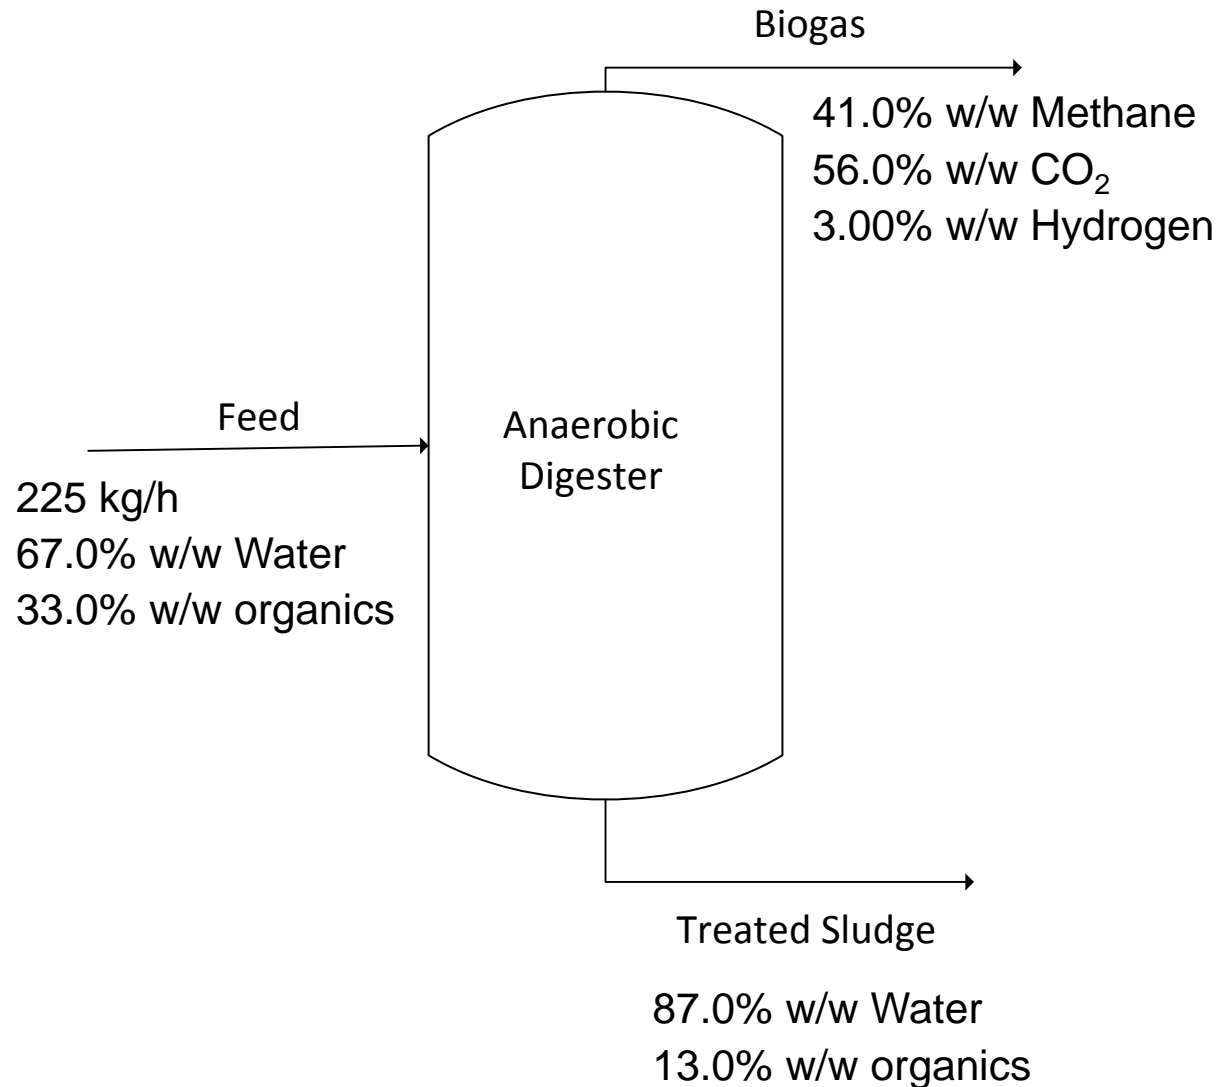 Biogas
41.0% w/w Methane
56.0% w/w CO₂
3.00% w/w Hydrogen
Feed
225 kg/h
67.0% w/w Water
33.0% w/w organics
Anaerobic
Digester
Treated Sludge
87.0% w/w Water
13.0% w/w organics